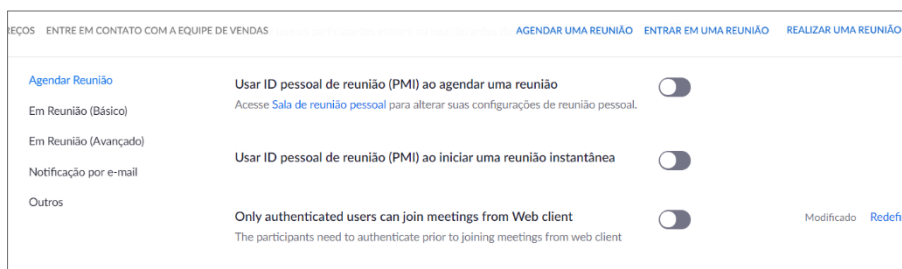 REÇOS ENTRE EM CONTATO COM A EQUIPE DE VENDAS AGENDAR UMA REUNIÃO ENTRAR EM UMA REUNIÃO REALIZAR UMA REUNIÃO
Agendar Reunião
Em Reunião (Básico)
Em Reunião (Avançado)
Notificação por e-mail
Outros
Usar ID pessoal de reunião (PMI) ao agendar uma reunião
Acesse Sala de reunião pessoal para alterar suas configurações de reunião pessoal.
Usar ID pessoal de reunião (PMI) ao iniciar uma reunião instantânea
Only authenticated users can join meetings from Web client
The participants need to authenticate prior to joining meetings from web client
Modificado Redefi